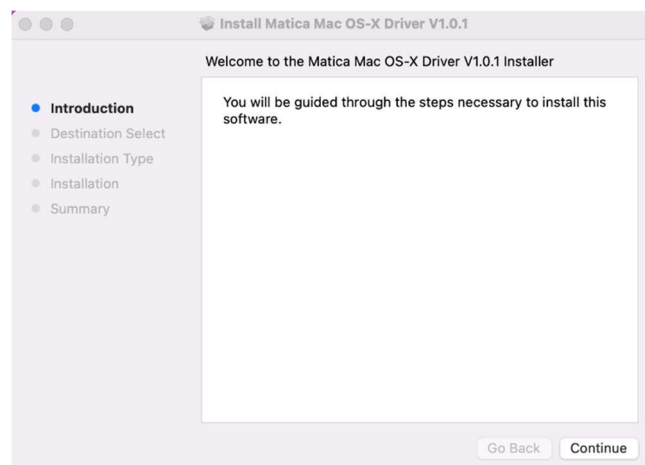 Install Matica Mac OS-X Driver V1.0.1
Welcome to the Matica Mac OS-X Driver V1.0.1 Installer
Introduction
Destination Select
Installation Type
Installation
Summary
You will be guided through the steps necessary to install this
software.
Go Back
Continue